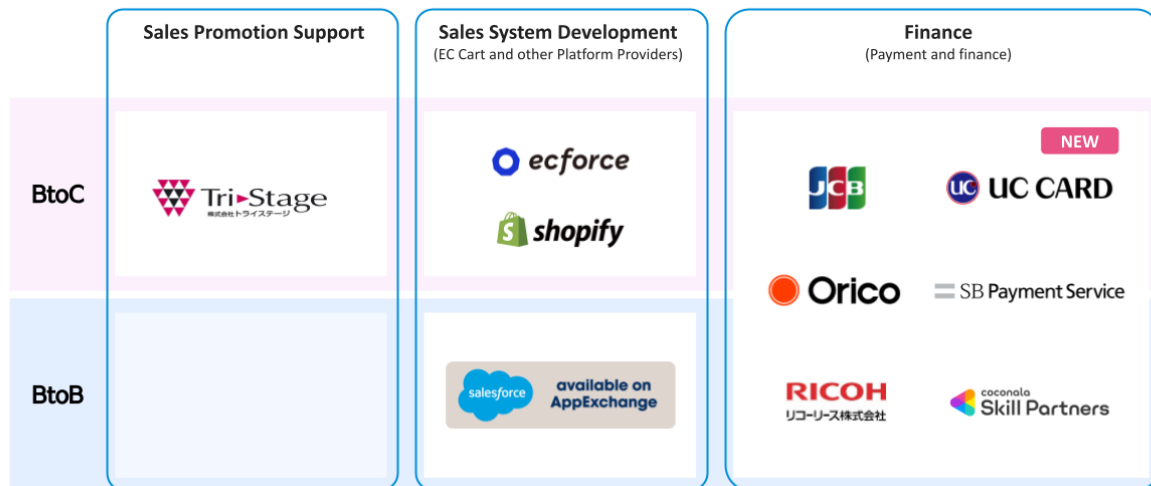 Sales Promotion Support
Sales System Development
(EC Cart and other Platform Providers)
Finance
(Payment and finance)
BtoC
Tri-Stage
株式会社トライステージ
ecforce
shopify
NEW
JCB
UC UC CARD
Orico
SB Payment Service
BtoB
salesforce
available on
AppExchange
RICOH
リコーリース株式会社
coconala
Skill Partners